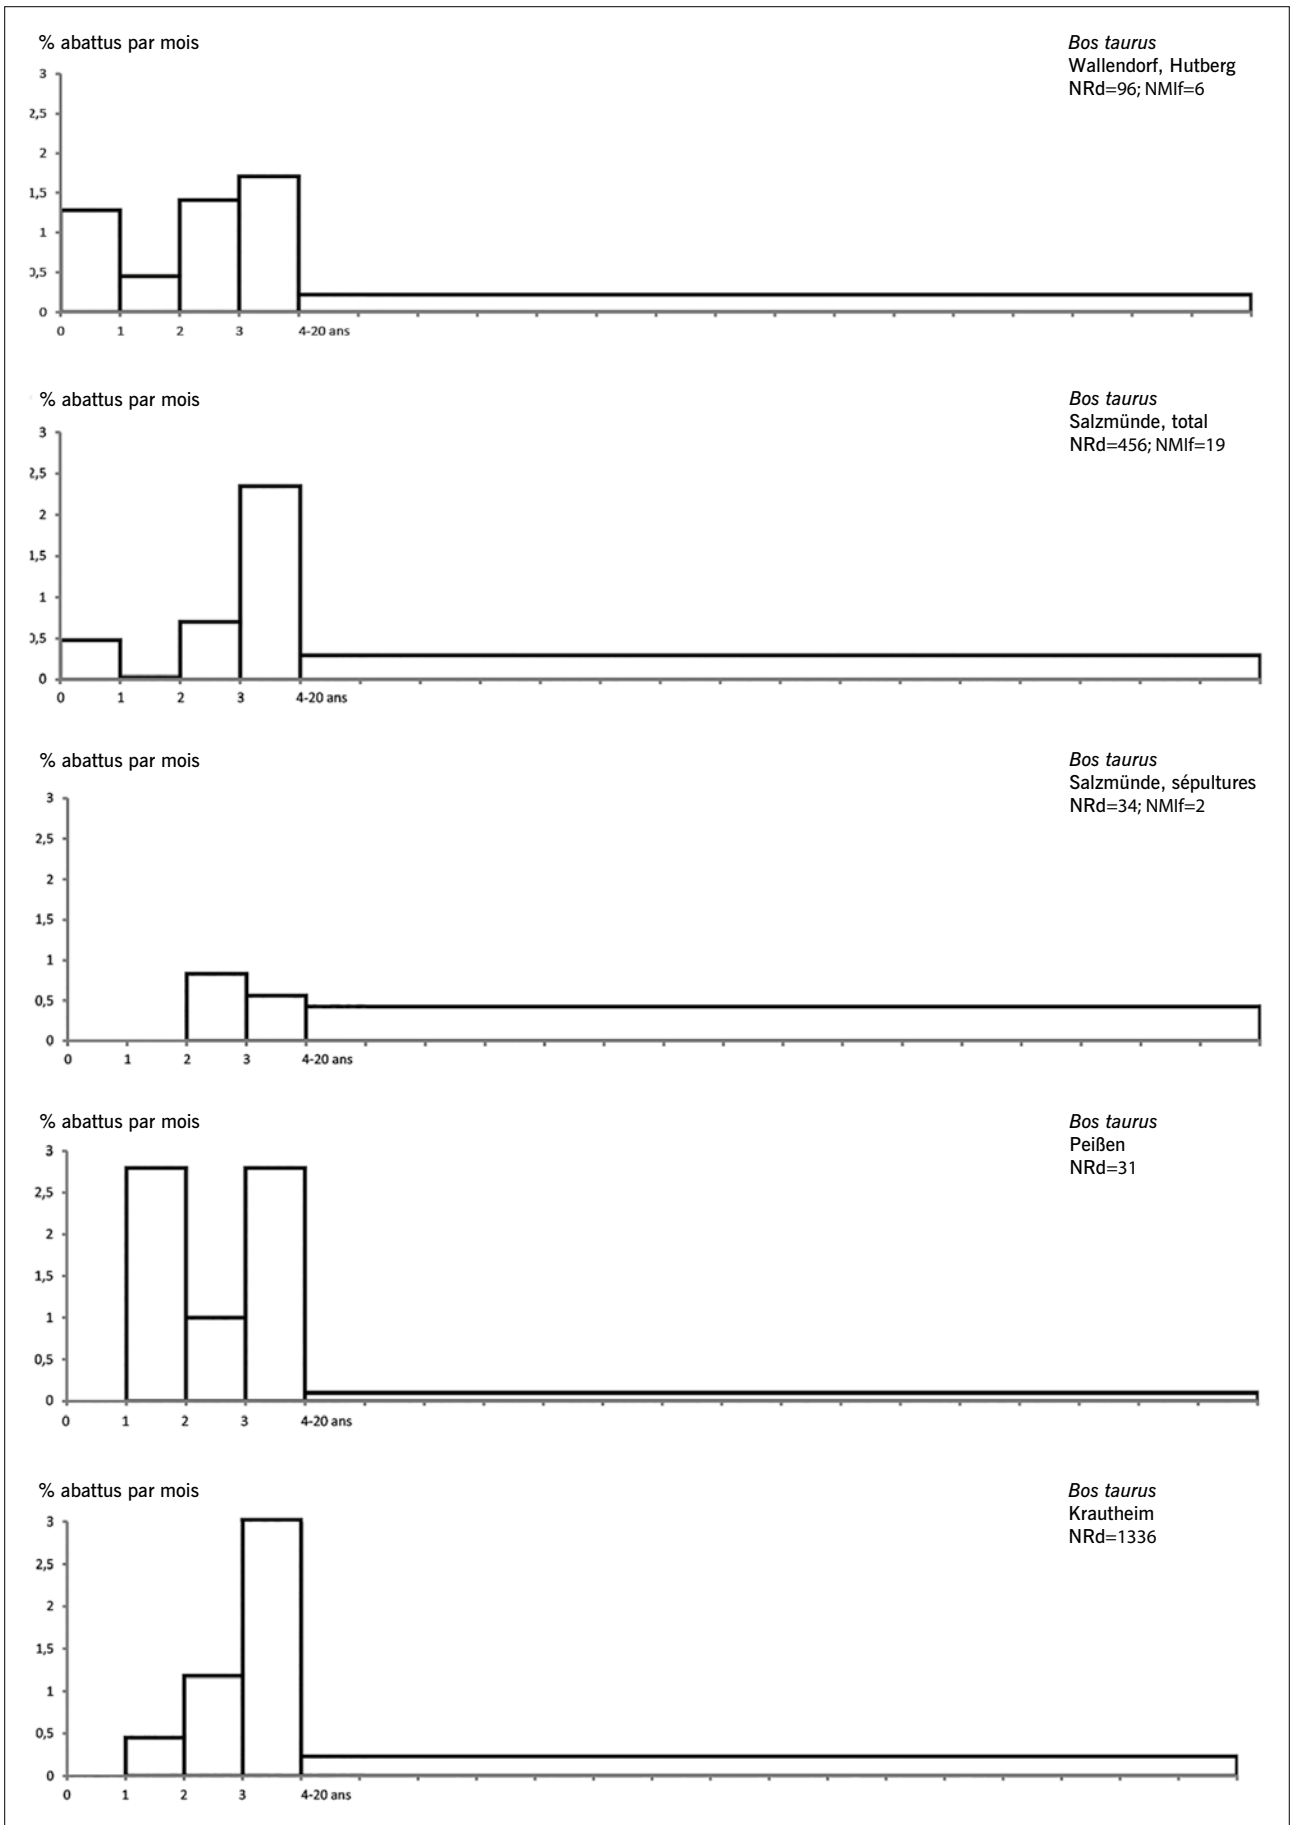 % abattus par mois
Bos taurus
Wallendorf, Hutberg
NRd=96; NMIf=6
3
2,5
2
1,5
1
0,5
0
0 1 2 3 4-20 ans
% abattus par mois
Bos taurus
Salzmünde, total
NRd=456; NMIf=19
3
2,5
2
1,5
1
0,5
0
0 1 2 3 4-20 ans
% abattus par mois
Bos taurus
Salzmünde, sépultures
NRd=34; NMIf=2
3
2,5
2
1,5
1
0,5
0
0 1 2 3 4-20 ans
% abattus par mois
Bos taurus
Peißen
NRd=31
3
2,5
2
1,5
1
0,5
0
0 1 2 3 4-20 ans
% abattus par mois
Bos taurus
Krautheim
NRd=1336
3
2,5
2
1,5
1
0,5
0
0 1 2 3 4-20 ans